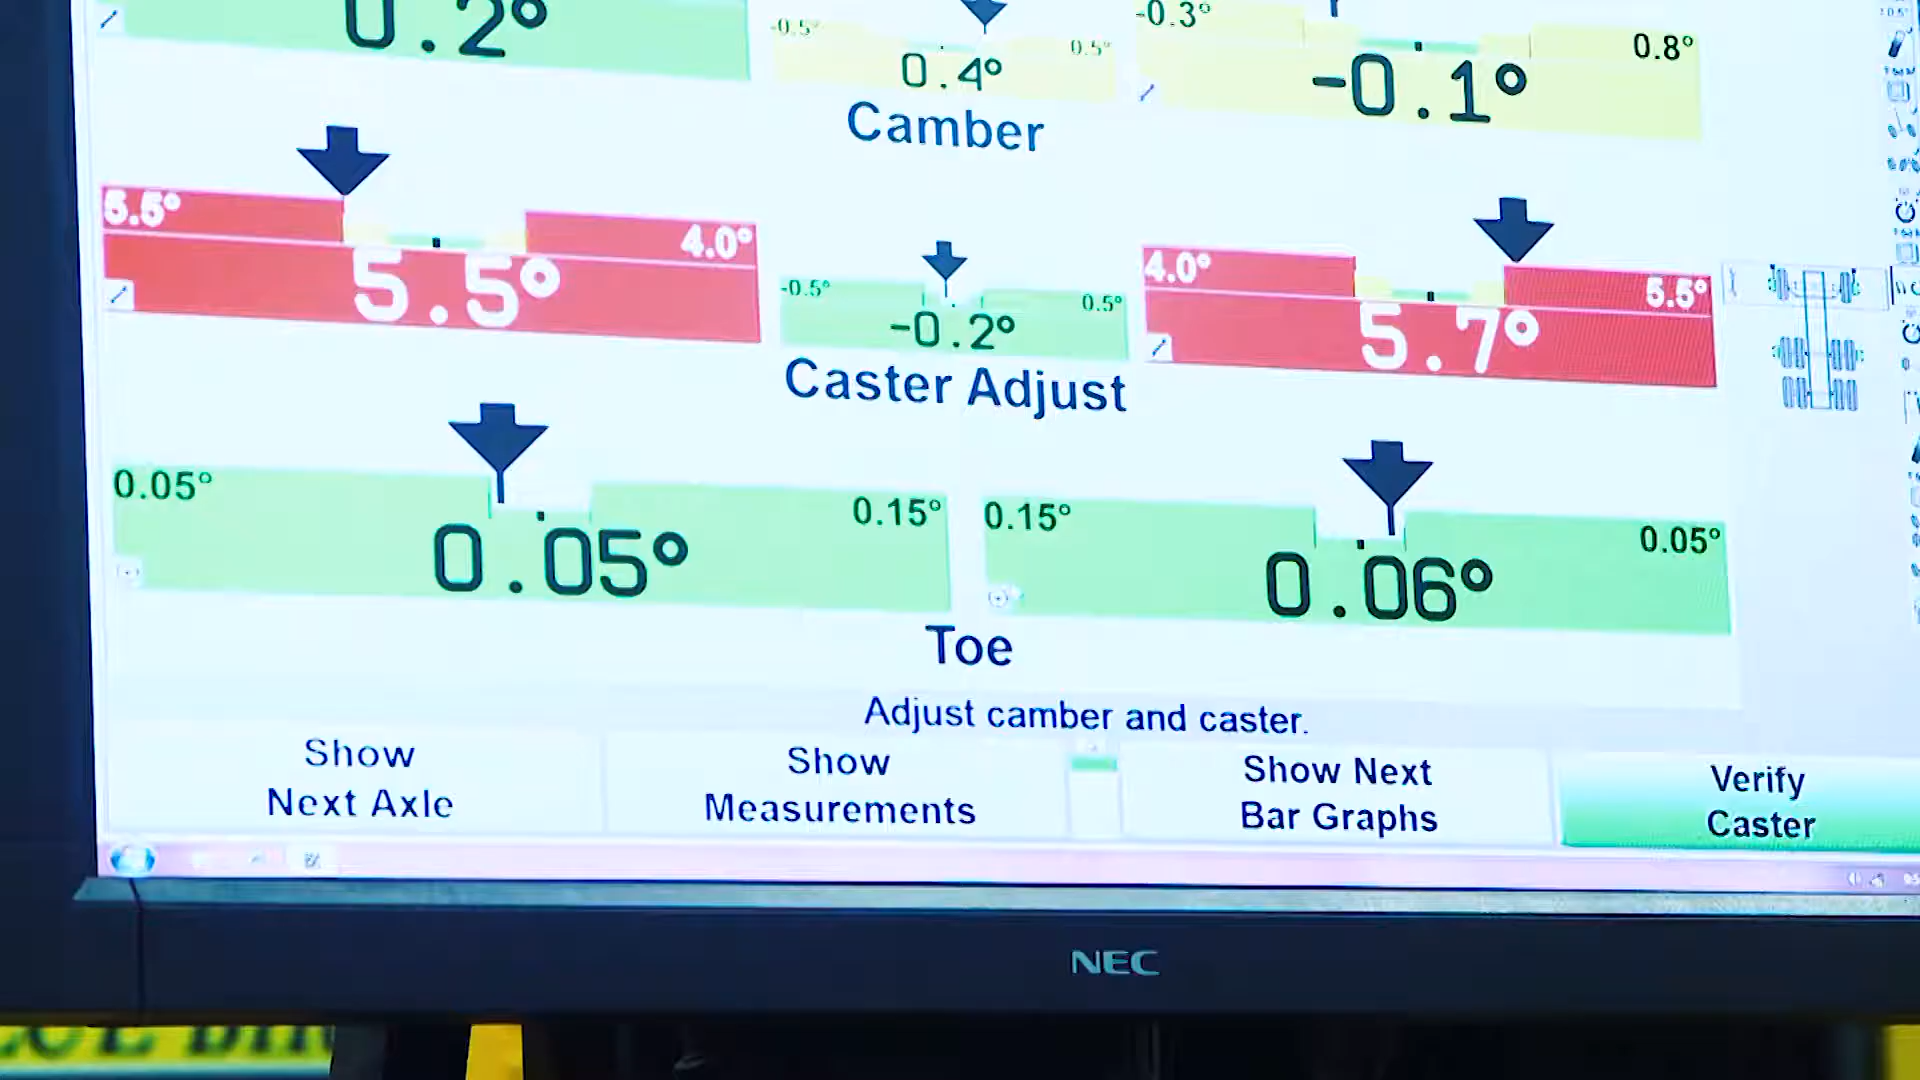 0.2°
-0.5°
0.5°
0.4°
-0.3°
0.8°
-0.1°
Camber
5.5°
4.0°
5.5°
-0.5°
0.5°
-0.2°
4.0°
5.5°
5.7°
Caster Adjust
0.05°
0.15°
0.05°
0.15°
0.05°
0.06°
Toe
Adjust camber and caster.
Show
Next Axle
Show
Measurements
Show Next
Bar Graphs
Verify
Caster
NEC